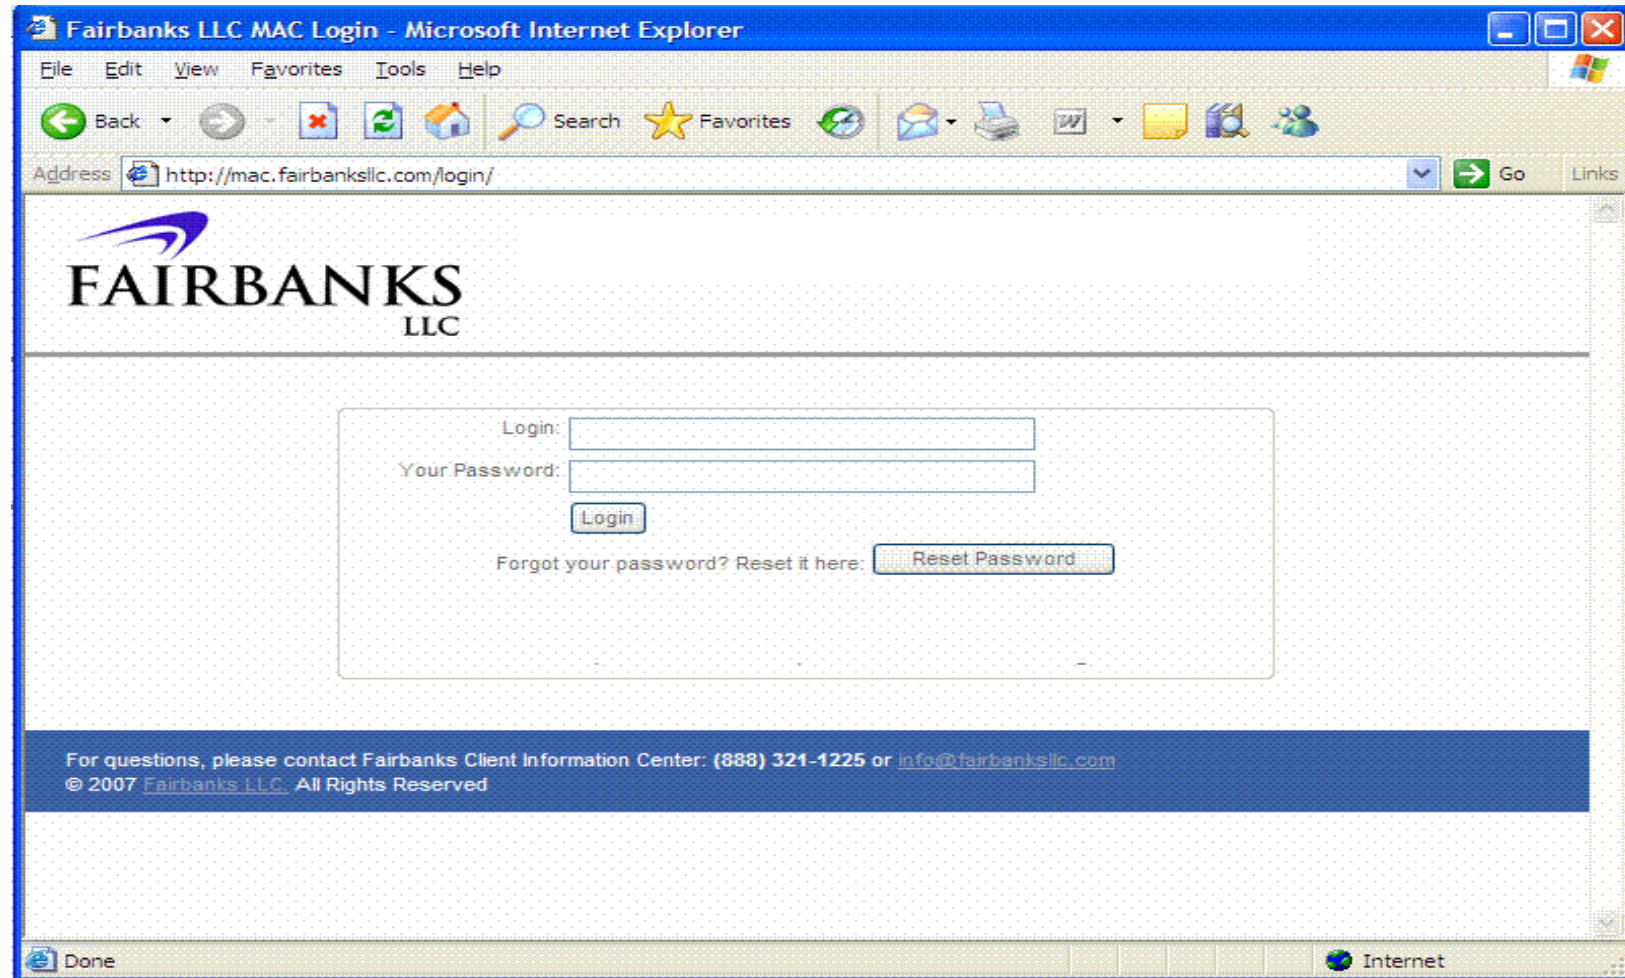 Fairbanks LLC MAC Login - Microsoft Internet Explorer
File Edit View Favorites Tools Help
Back Search Favorites
Address http://mac.fairbanksllc.com/login/ Go Links
FAIRBANKS
LLC
Login:
Your Password:
Login
Forgot your password? Reset it here: Reset Password
For questions, please contact Fairbanks Client Information Center: (888) 321-1225 or info@fairbanksllc.com
© 2007 Fairbanks LLC. All Rights Reserved
Done Internet